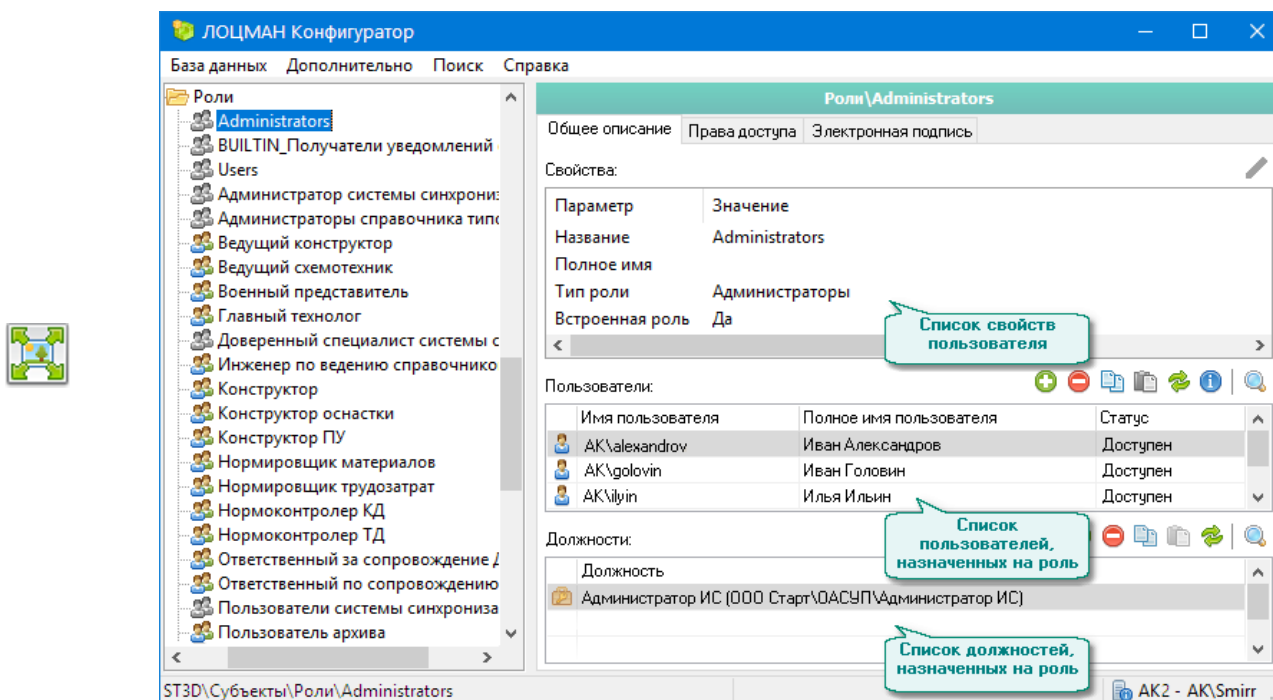 ЛОЦМАН Конфигуратор
База данных Дополнительно Поиск Справка
Роли
Administrators
BUILTIN_Получатели уведомлений
Users
Администратор системы синхрониз
Администраторы справочника типо
Ведущий конструктор
Ведущий схемотехник
Военный представитель
Главный технолог
Доверенный специалист системы с
Инженер по ведению справочнико
Конструктор
Конструктор оснастки
Конструктор ПУ
Нормировщик материалов
Нормировщик трудозатрат
Нормоконтролер КД
Нормоконтролер ТД
Ответственный за сопровождение Д
Ответственный по сопровождению
Пользователи системы синхрониза
Пользователь архива
Роли\Administrators
Общее описание Права доступа Электронная подпись
Свойства:
Параметр Значение
Название Administrators
Полное имя
Тип роли Администраторы
Встроенная роль Да
Список свойств
пользователя
Пользователи:
Имя пользователя Полное имя пользователя Статус
AK\alexandrov Иван Александров Доступен
AK\golovin Иван Головин Доступен
AK\ilyin Илья Ильин Доступен
Список
пользователей,
назначенных на роль
Должности:
Должность
Администратор ИС (ООО Старт\ОАСУП\Администратор ИС)
Список должностей,
назначенных на роль
ST3D\Субъекты\Роли\Administrators
AK2 - AK\Smirr